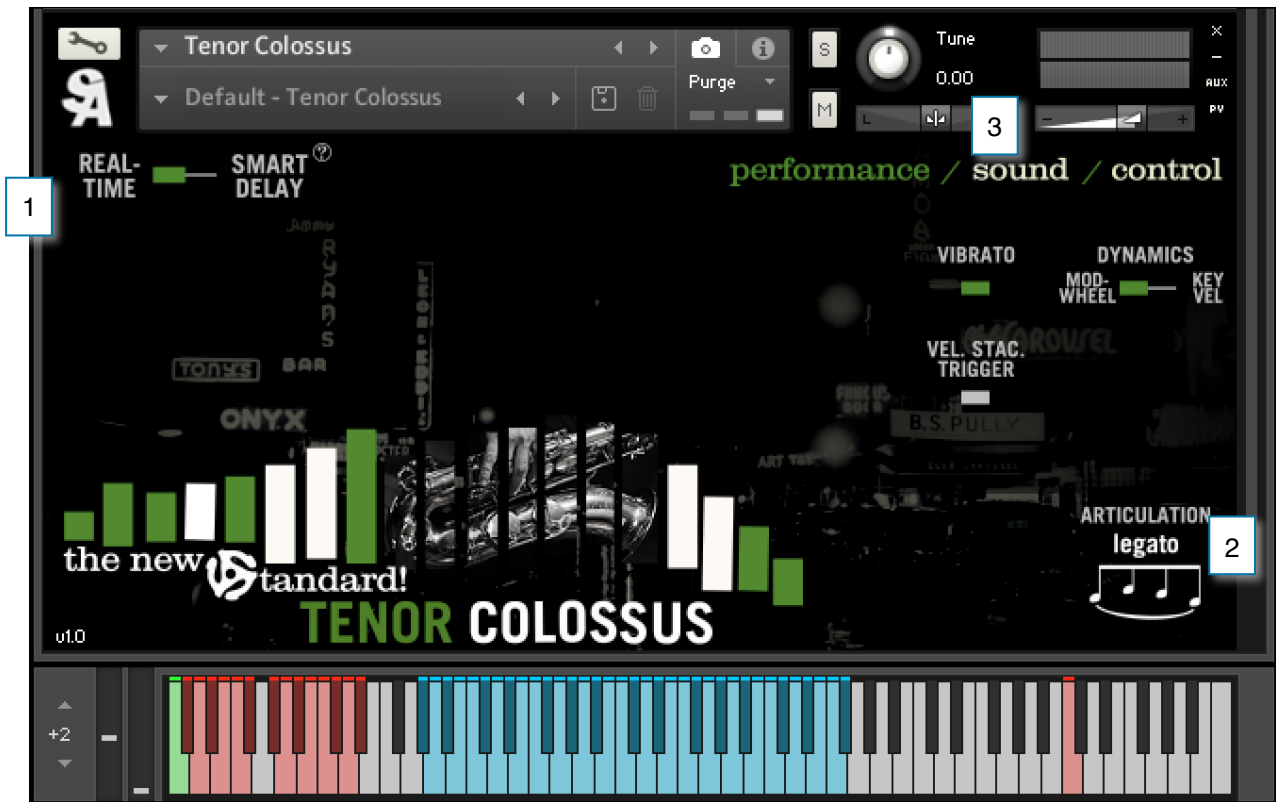 Tenor Colossus
Default - Tenor Colossus
Purge
S
M
Tune
0.00
L
AUX
PV
3
REAL-
TIME
SMART
DELAY
performance / sound / control
1
VIBRATO
DYNAMICS
MOD-
WHEEL
KEY
VEL
VEL. STAC.
TRIGGER
TONY'S
BAR
ONYX
B.S. PULLY
ARTICULATION
legato
2
the new
Standard!
TENOR COLOSSUS
v1.0
+2